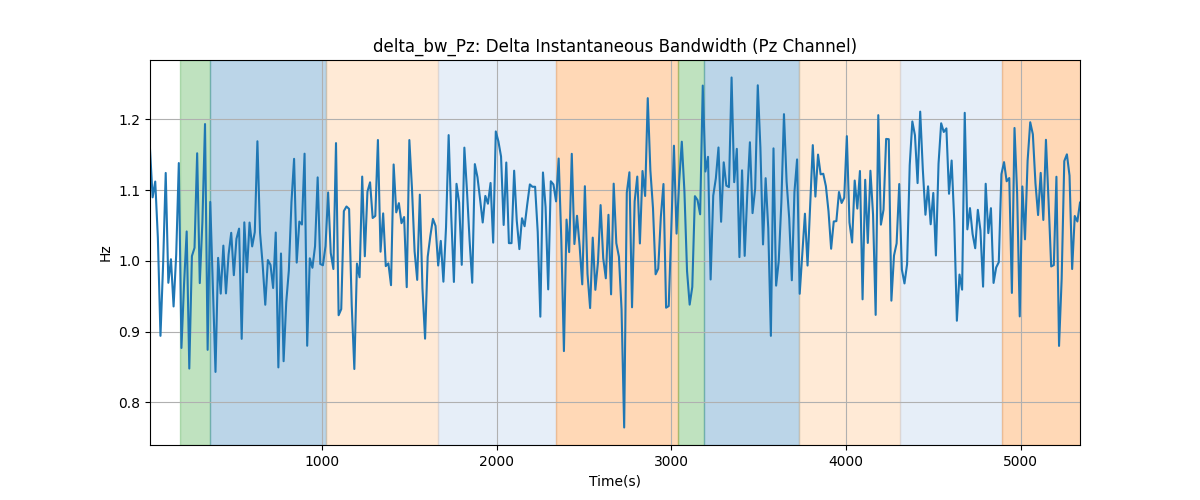 delta_bw_Pz: Delta Instantaneous Bandwidth (Pz Channel)
Hz
1.2
1.1
1.0
0.9
0.8
1000 2000 3000 4000 5000
Time(s)